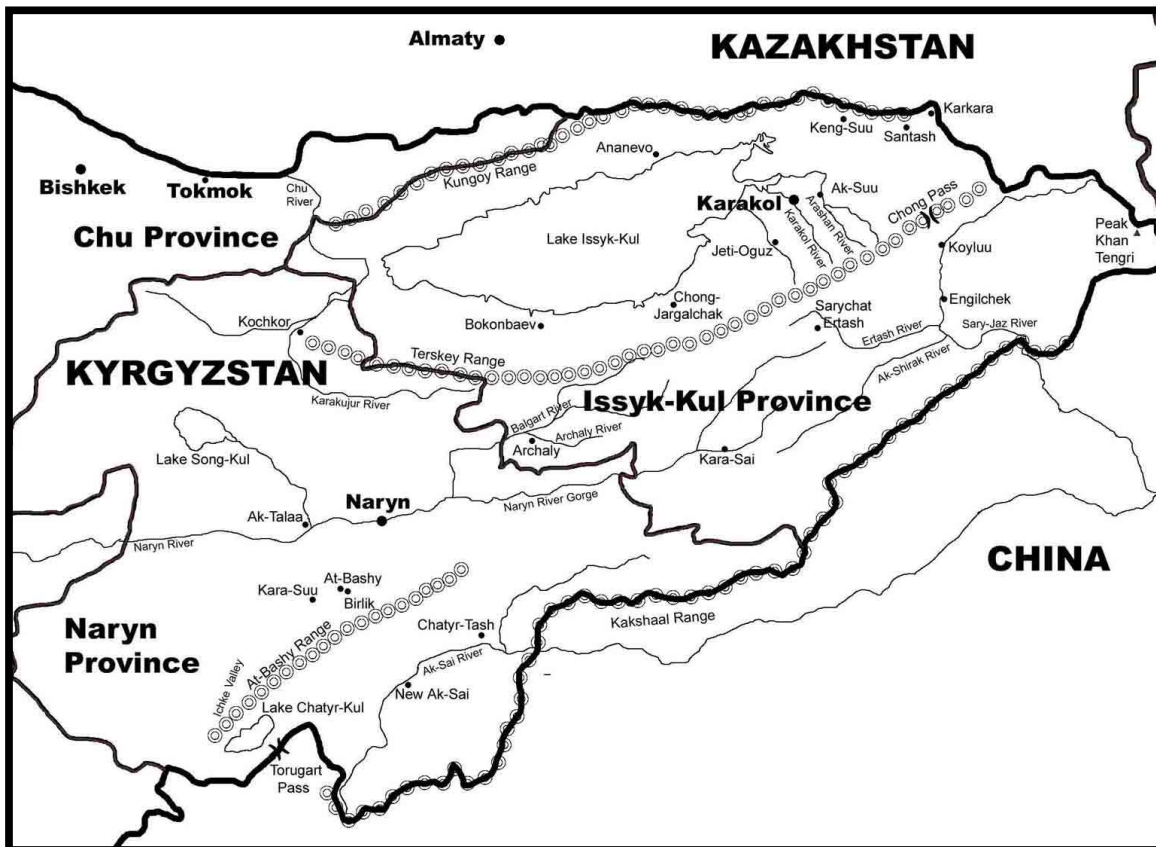 Almaty
KAZAKHSTAN
Karkara
Keng-Suu
Santash
Ananevo
Kungoy Range
Bishkek
Tokmok
Chu
River
Karakol
Ak-Suu
Chong Pass
Arashan River
Karakol River
Chu Province
Lake Issyk-Kul
Jeti-Oguz
Koyluu
Peak
Khan
Tengri
Kochkor
Bokonbaev
Chong-
Jargalchak
Sarychat
Ertash
Engilchek
Ertash River
Sary-Jaz River
Terskey Range
KYRGYZSTAN
Ak-Shirak River
Karakujur River
Issyk-Kul Province
Balgart River
Archaly River
Archaly
Kara-Sai
Lake Song-Kul
Naryn
Naryn River Gorge
Ak-Talaa
Naryn River
CHINA
At-Bashy
Kara-Suu
Birlik
Kakshaal Range
Naryn
Province
Chatyr-Tash
At-Bashy Range
Ak-Sai River
Ichke Valley
New Ak-Sai
Lake Chatyr-Kul
Torugart
Pass